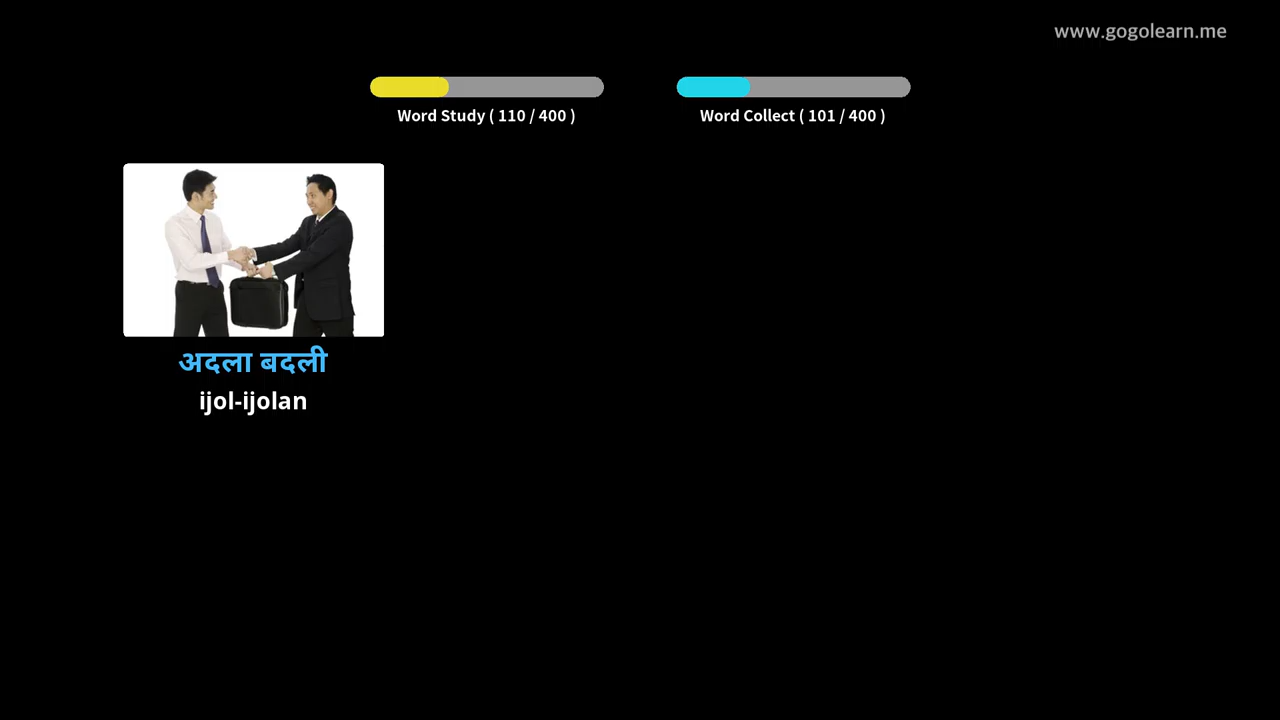 www.gogolearn.me
Word Study ( 110 / 400 )
Word Collect ( 101 / 400 )
अदला बदली
ijol-ijolan